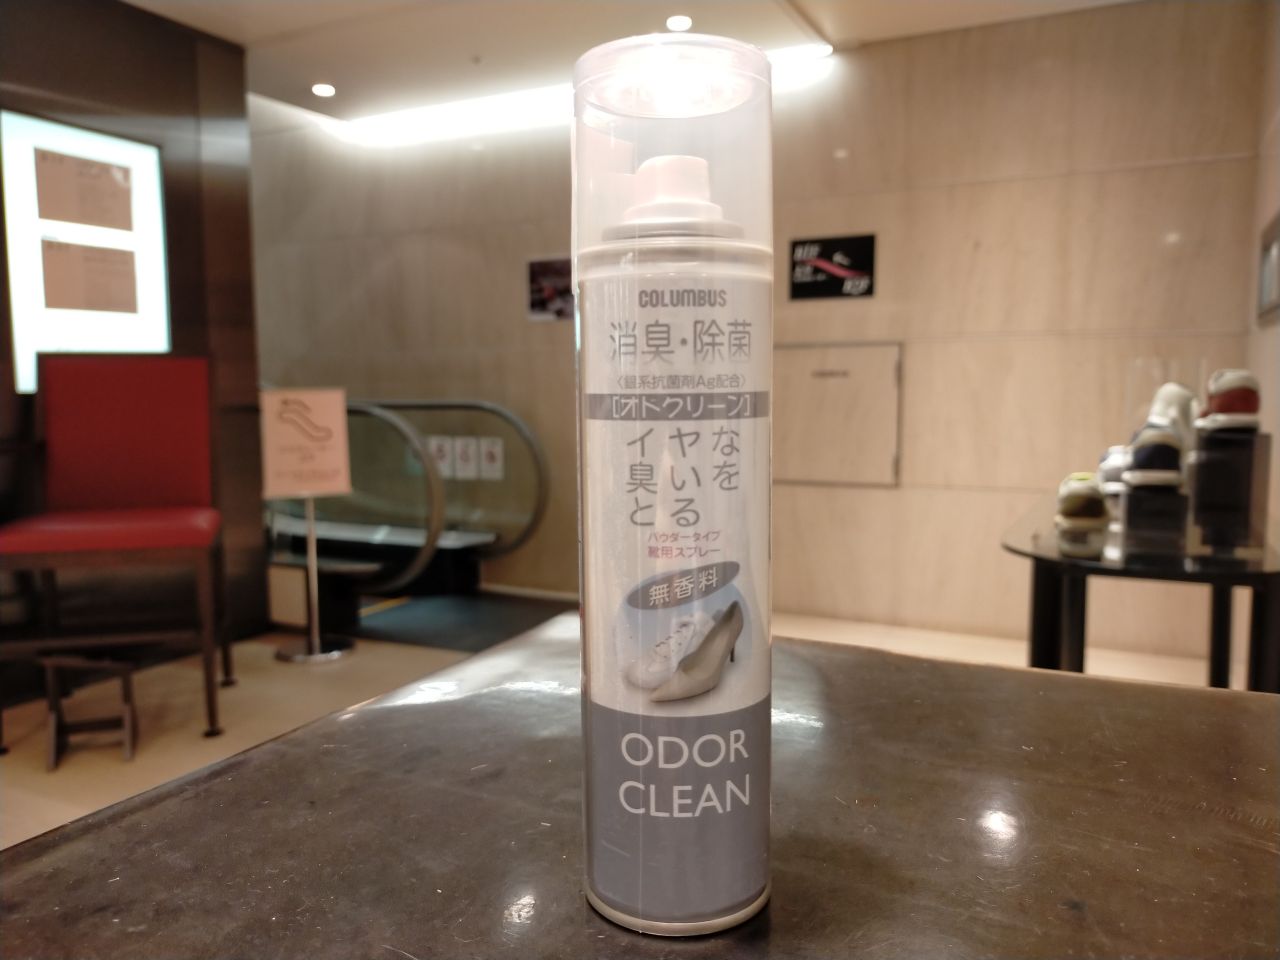 COLUMBUS
消臭・除菌
〈銀系抗菌剤Ag配合〉
[オドクリーン]
イヤな
臭いを
とる
パウダータイプ
靴用スプレー
無香料
ODOR
CLEAN